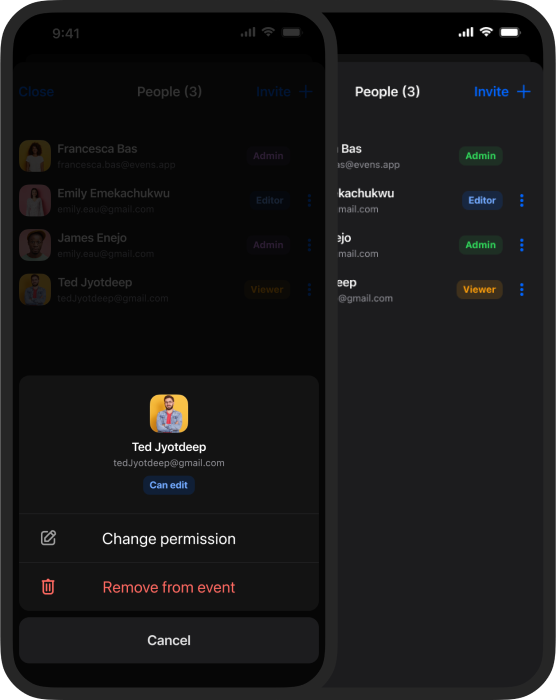 9:41
Close
People (3)
Invite
Francesca Bas
francesca.bas@evens.app
Admin
Emily Emekachukwu
emily.eau@gmail.com
Editor
James Enejo
emily.eau@gmail.com
Admin
Ted Jyotdeep
tedJyotdeep@gmail.com
Viewer
Ted Jyotdeep
tedJyotdeep@gmail.com
Can edit
Change permission
Remove from event
Cancel
People (3)
Invite
Bas
as@evens.app
Admin
kachukwu
mail.com
Editor
ejo
mail.com
Admin
eep
@gmail.com
Viewer